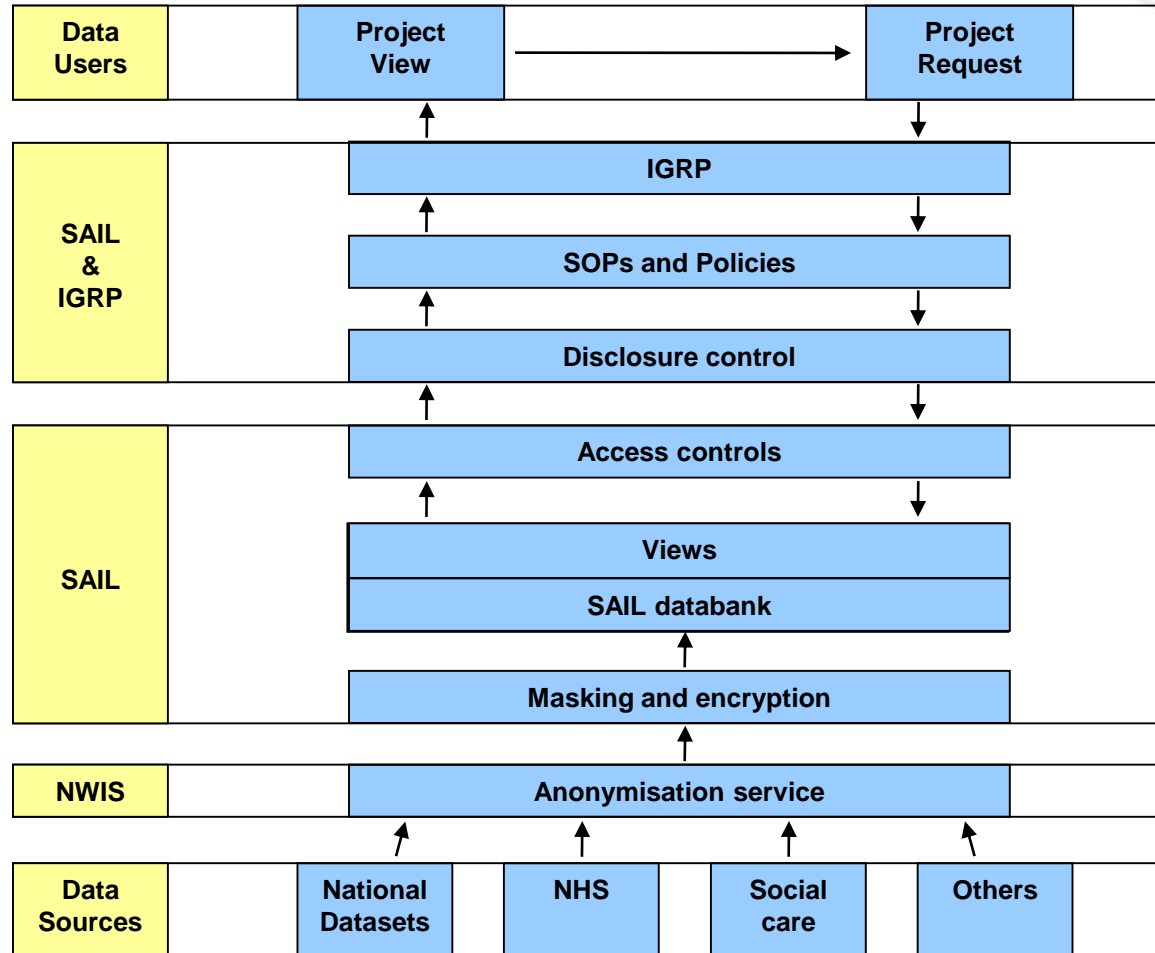 Data
Users
Project
View
Project
Request
SAIL
&
IGRP
IGRP
SOPs and Policies
Disclosure control
SAIL
Access controls
Views
SAIL databank
Masking and encryption
NWIS
Anonymisation service
Data
Sources
National
Datasets
NHS
Social
care
Others